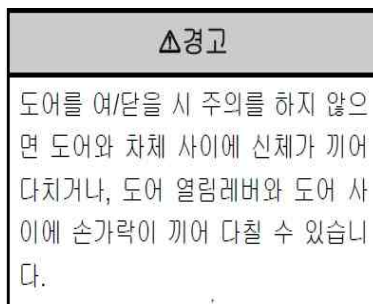 ⚠경고
도어를 여/닫을 시 주의를 하지 않으
면 도어와 차체 사이에 신체가 끼어
다치거나, 도어 열림레버와 도어 사
이에 손가락이 끼어 다칠 수 있습니
다.